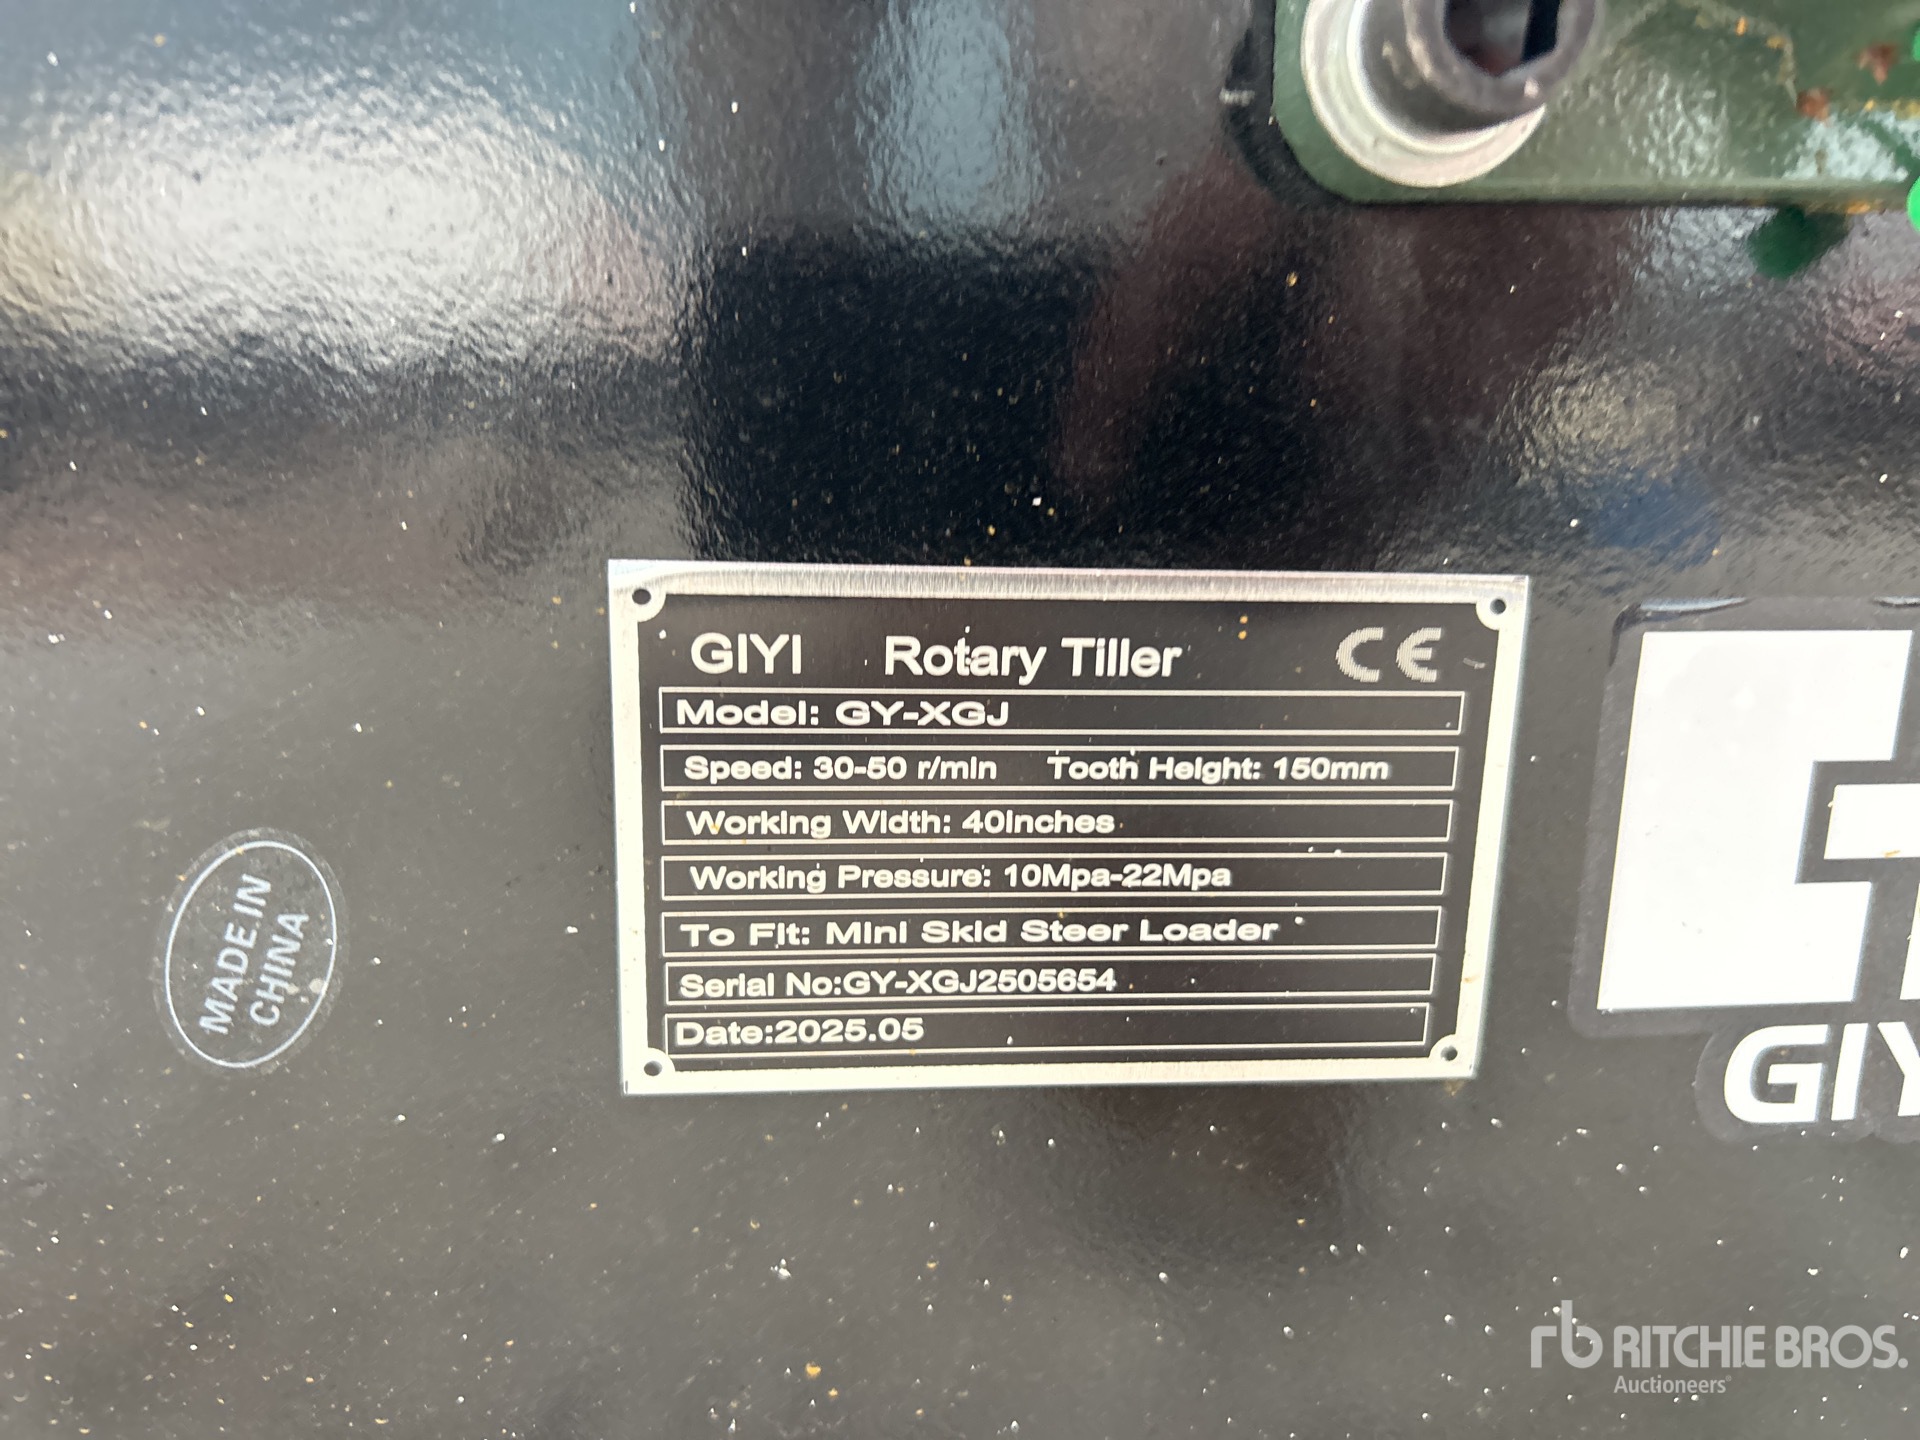 GIYI Rotary Tiller CE
Model: GY-XGJ
Speed: 30-50 r/min Tooth Height: 150mm
Working Width: 40inches
Working Pressure: 10Mpa-22Mpa
To Fit: Mini Skid Steer Loader
Serial No:GY-XGJ2505654
Date:2025.05
MADE IN
CHINA
GIY
rb RITCHIE BROS.
Auctioneers